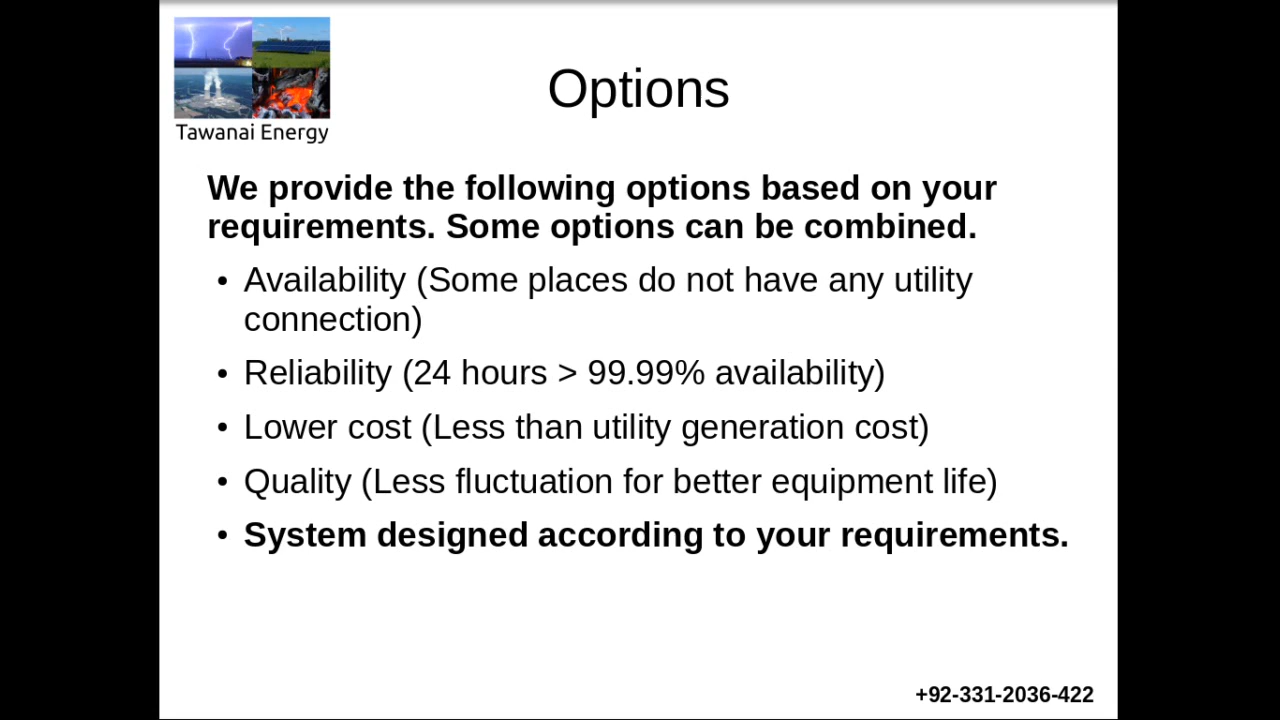 Tawanai Energy
Options
We provide the following options based on your
requirements. Some options can be combined.
• Availability (Some places do not have any utility
connection)
• Reliability (24 hours > 99.99% availability)
• Lower cost (Less than utility generation cost)
• Quality (Less fluctuation for better equipment life)
• System designed according to your requirements.
+92-331-2036-422